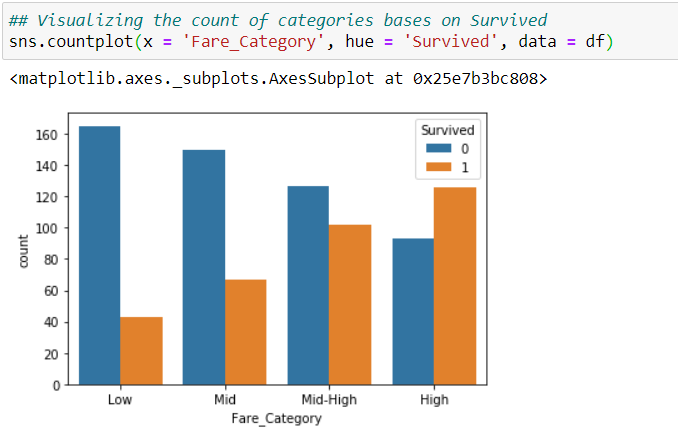 ## Visualizing the count of categories bases on Survived
sns.countplot(x = 'Fare_Category', hue = 'Survived', data = df)
<matplotlib.axes._subplots.AxesSubplot at 0x25e7b3bc808>
Survived
0
1
160
140
120
100
80
60
40
20
0
count
Low Mid Mid-High High
Fare_Category